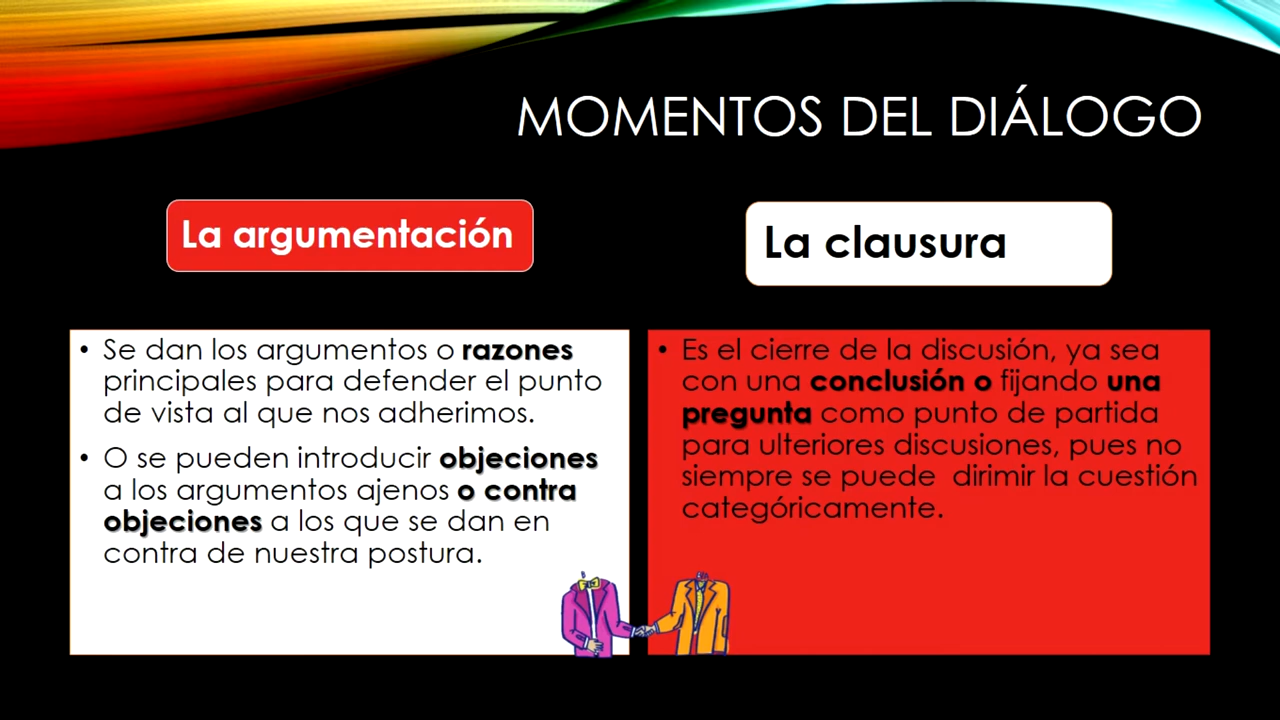 MOMENTOS DEL DIÁLOGO
La argumentación
• Se dan los argumentos o razones
principales para defender el punto
de vista al que nos adherimos.
• O se pueden introducir objeciones
a los argumentos ajenos o contra
objeciones a los que se dan en
contra de nuestra postura.
La clausura
• Es el cierre de la discusión, ya sea
con una conclusión o fijando una
pregunta como punto de partida
para ulteriores discusiones, pues no
siempre se puede  dirimir la cuestión
categóricamente.